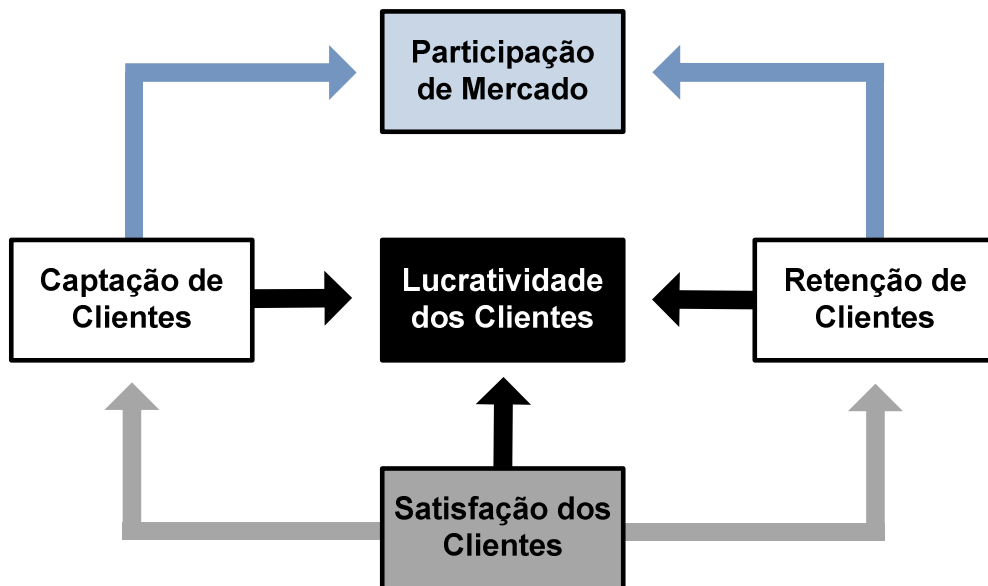 Participação
de Mercado
Captação de
Clientes
Lucratividade
dos Clientes
Retenção de
Clientes
Satisfação dos
Clientes